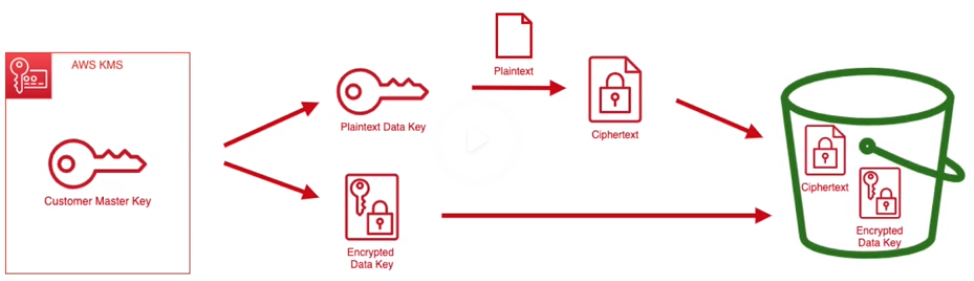 AWS KMS
Customer Master Key
Plaintext Data Key
Encrypted
Data Key
Plaintext
Ciphertext
Ciphertext
Encrypted
Data Key